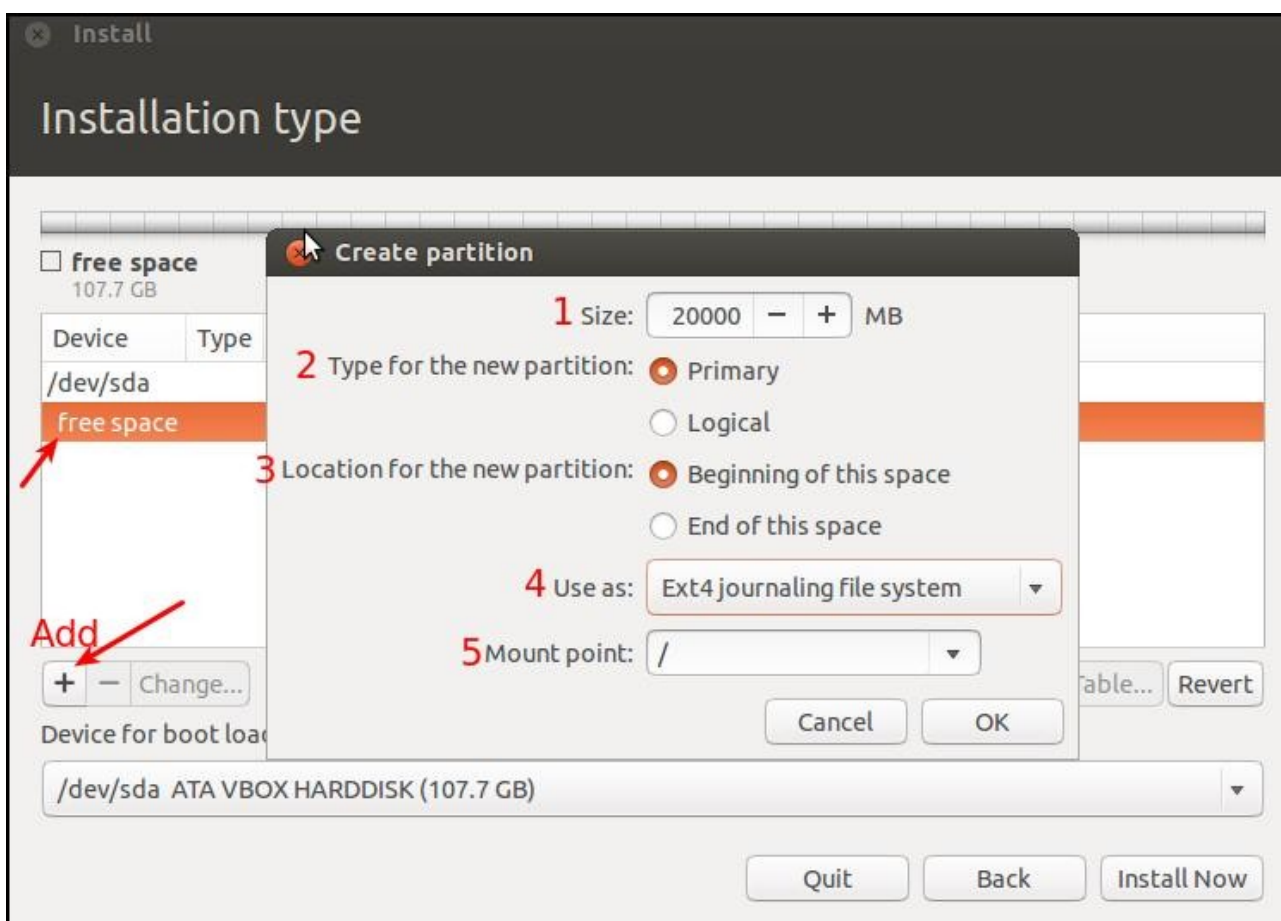 Install
Installation type
free space
107.7 GB
Device Type
/dev/sda
free space
Create partition
1 Size: 20000 − + MB
2 Type for the new partition: Primary
Logical
3 Location for the new partition: Beginning of this space
End of this space
4 Use as: Ext4 journaling file system
5 Mount point: /
Cancel OK
Add
+ − Change... Table... Revert
Device for boot
/dev/sda ATA VBOX HARDDISK (107.7 GB)
Quit Back Install Now